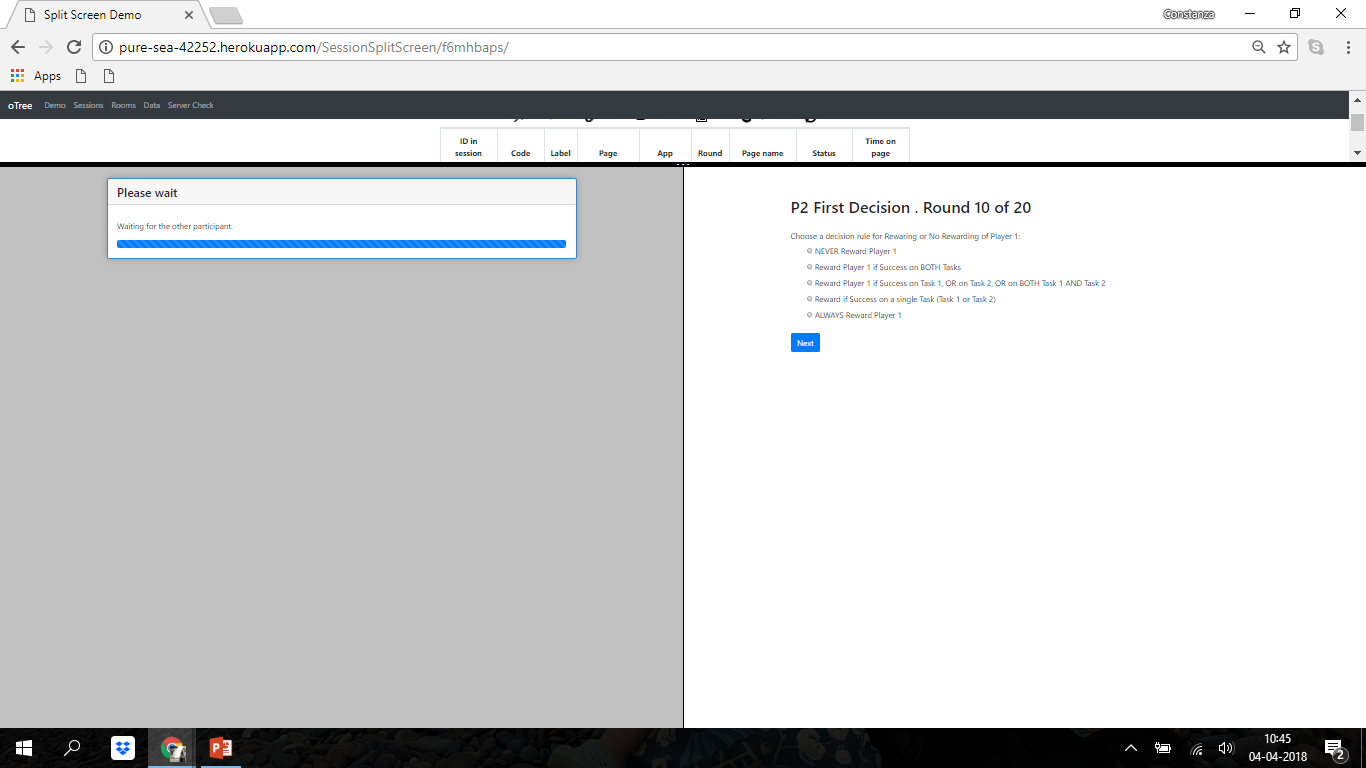 Split Screen Demo
Constanza
pure-sea-42252.herokuapp.com/SessionSplitScreen/f6mhbaps/
Apps
oTree Demo Sessions Rooms Data Server Check
ID in session Code Label Page App Round Page name Status Time on page
Please wait
Waiting for the other participant.
P2 First Decision . Round 10 of 20
Choose a decision rule for Rewaring or No Rewarding of Player 1:
NEVER Reward Player 1
Reward Player 1 if Success on BOTH Tasks
Reward Player 1 if Success on Task 1, OR on Task 2, OR on BOTH Task 1 AND Task 2
Reward if Success on a single Task (Task 1 or Task 2)
ALWAYS Reward Player 1
Next
10:45
04-04-2018
2